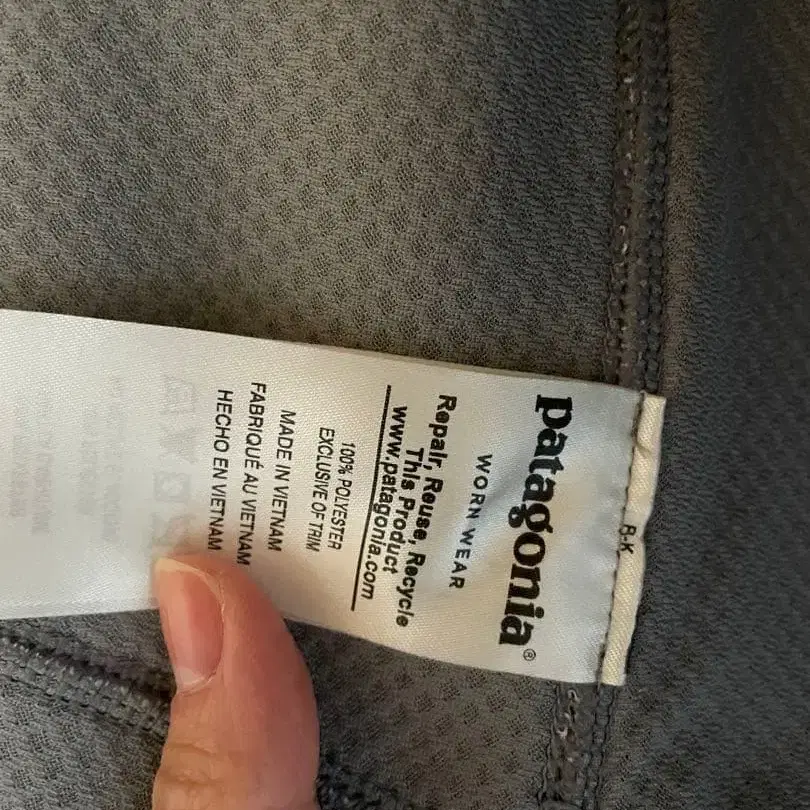 R-K
patagonia®
WORN WEAR
Repair, Reuse, Recycle
This Product
www.patagonia.com
100% POLYESTER
EXCLUSIVE OF TRIM
MADE IN VIETNAM
FABRIQUÉ AU VIETNAM
HECHO EN VIETNAM